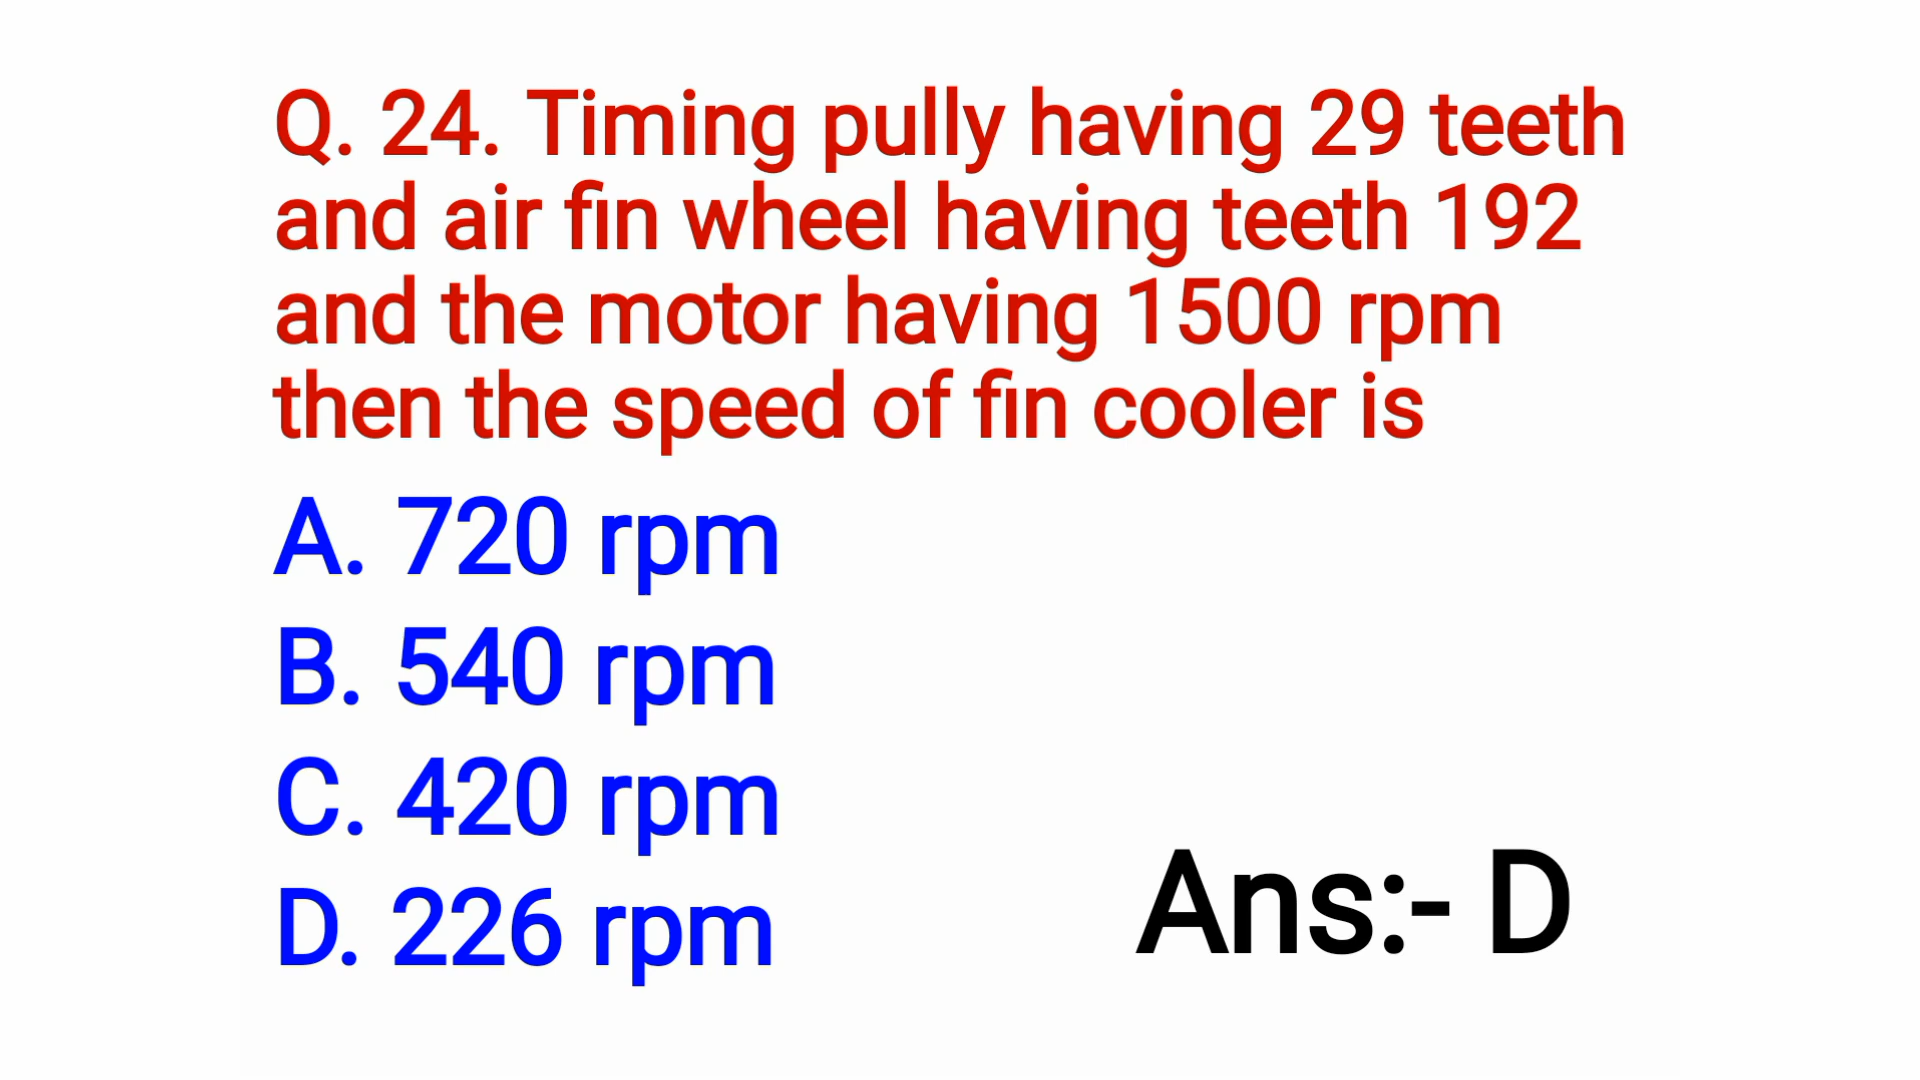 Q. 24. Timing pully having 29 teeth
and air fin wheel having teeth 192
and the motor having 1500 rpm
then the speed of fin cooler is
A. 720 rpm
B. 540 rpm
C. 420 rpm
D. 226 rpm
Ans:- D